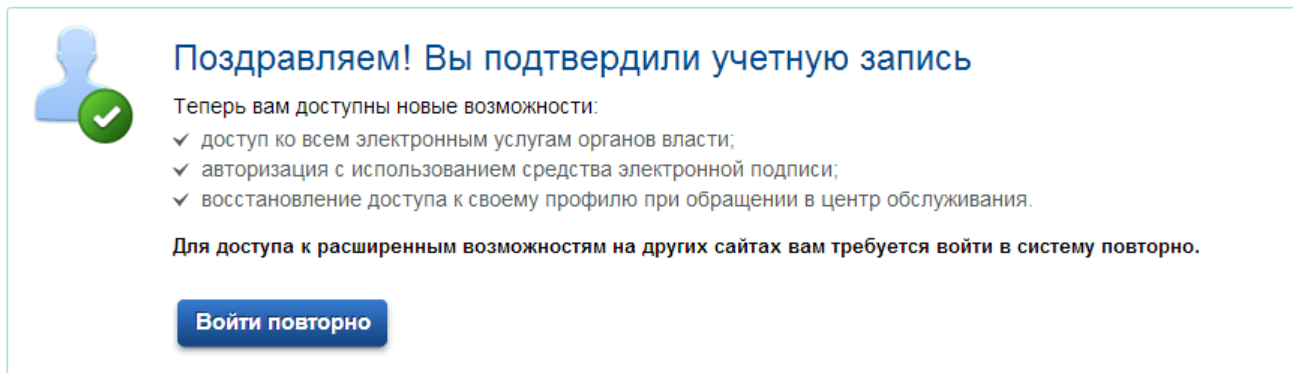 Поздравляем! Вы подтвердили учетную запись
Теперь вам доступны новые возможности:
доступ ко всем электронным услугам органов власти;
авторизация с использованием средства электронной подписи;
восстановление доступа к своему профилю при обращении в центр обслуживания.
Для доступа к расширенным возможностям на других сайтах вам требуется войти в систему повторно.
Войти повторно